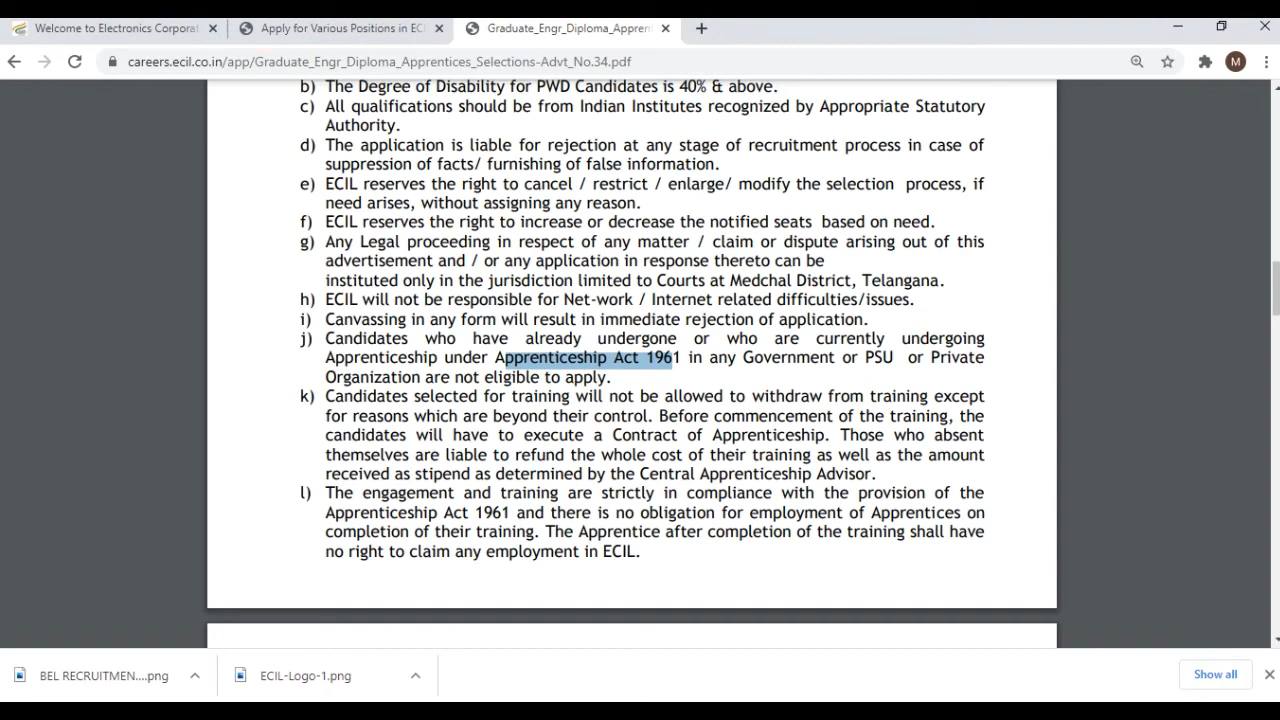 Welcome to Electronics Corporat
Apply for Various Positions in ECI
Graduate_Engr_Diploma_Appren
careers.ecil.co.in/app/Graduate_Engr_Diploma_Apprentices_Selections-Advt_No.34.pdf
M
b) The Degree of Disability for PWD Candidates is 40% & above.
c) All qualifications should be from Indian Institutes recognized by Appropriate Statutory
Authority.
d) The application is liable for rejection at any stage of recruitment process in case of
suppression of facts/ furnishing of false information.
e) ECIL reserves the right to cancel / restrict / enlarge/ modify the selection process, if
need arises, without assigning any reason.
f) ECIL reserves the right to increase or decrease the notified seats based on need.
g) Any Legal proceeding in respect of any matter / claim or dispute arising out of this
advertisement and / or any application in response thereto can be
instituted only in the jurisdiction limited to Courts at Medchal District, Telangana.
h) ECIL will not be responsible for Net-work / Internet related difficulties/issues.
i) Canvassing in any form will result in immediate rejection of application.
j) Candidates who have already undergone or who are currently undergoing
Apprenticeship under Apprenticeship Act 1961 in any Government or PSU or Private
Organization are not eligible to apply.
k) Candidates selected for training will not be allowed to withdraw from training except
for reasons which are beyond their control. Before commencement of the training, the
candidates will have to execute a Contract of Apprenticeship. Those who absent
themselves are liable to refund the whole cost of their training as well as the amount
received as stipend as determined by the Central Apprenticeship Advisor.
l) The engagement and training are strictly in compliance with the provision of the
Apprenticeship Act 1961 and there is no obligation for employment of Apprentices on
completion of their training. The Apprentice after completion of the training shall have
no right to claim any employment in ECIL.
BEL RECRUITMEN....png
ECIL-Logo-1.png
Show all